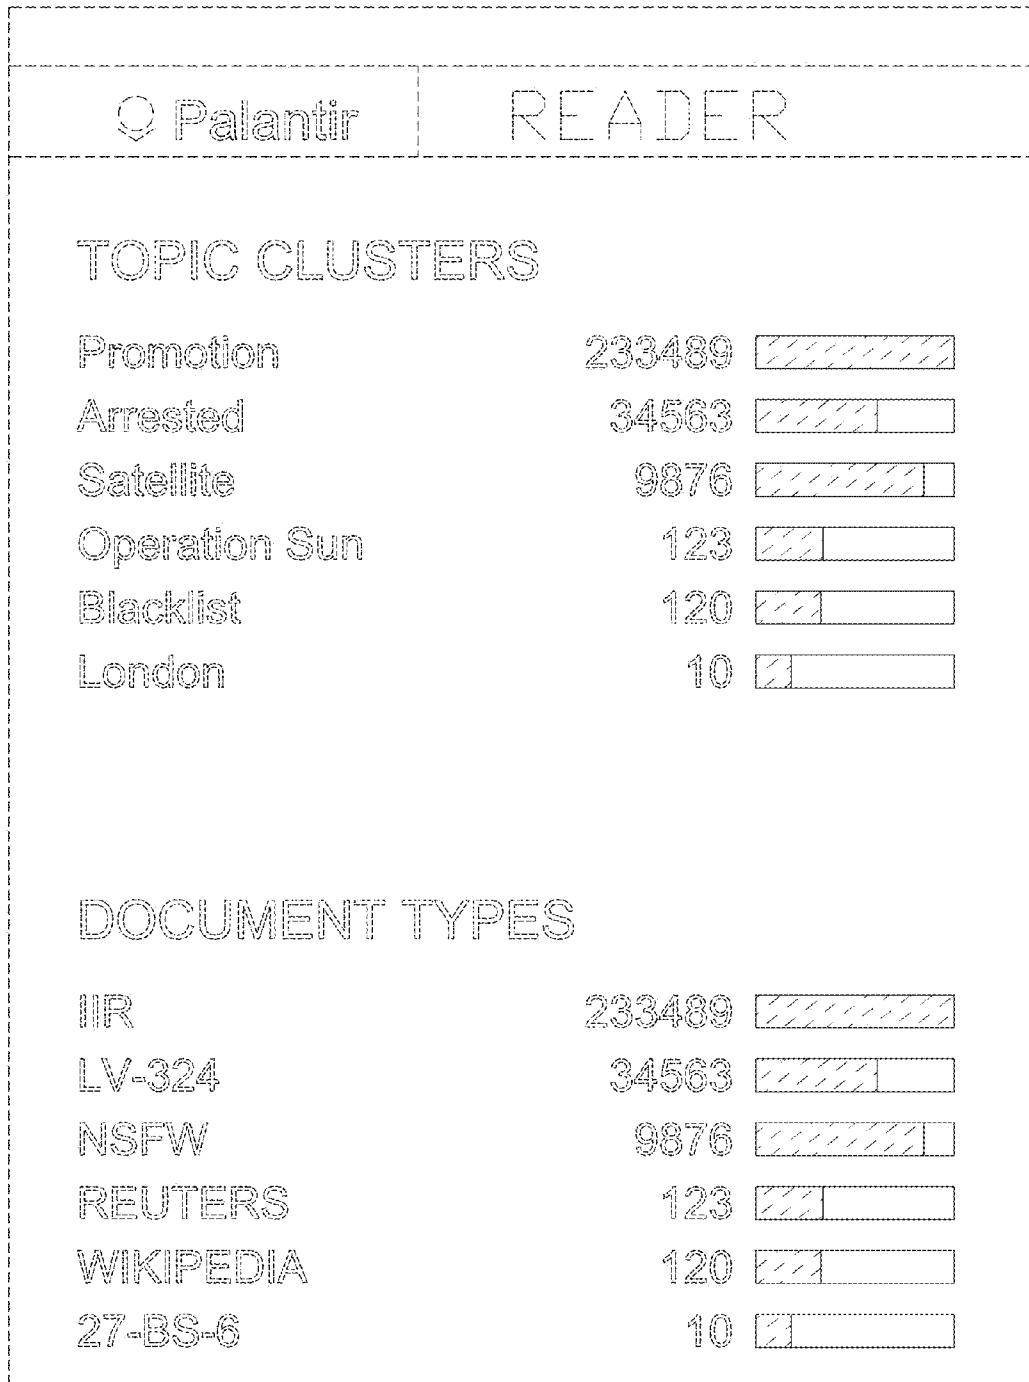 Palantir READER
TOPIC CLUSTERS
Promotion 233489
Arrested 34563
Satellite 9876
Operation Sun 123
Blacklist 120
London 10
DOCUMENT TYPES
IIR 233489
LV-324 34563
NSFW 9876
REUTERS 123
WIKIPEDIA 120
27-BS-6 10